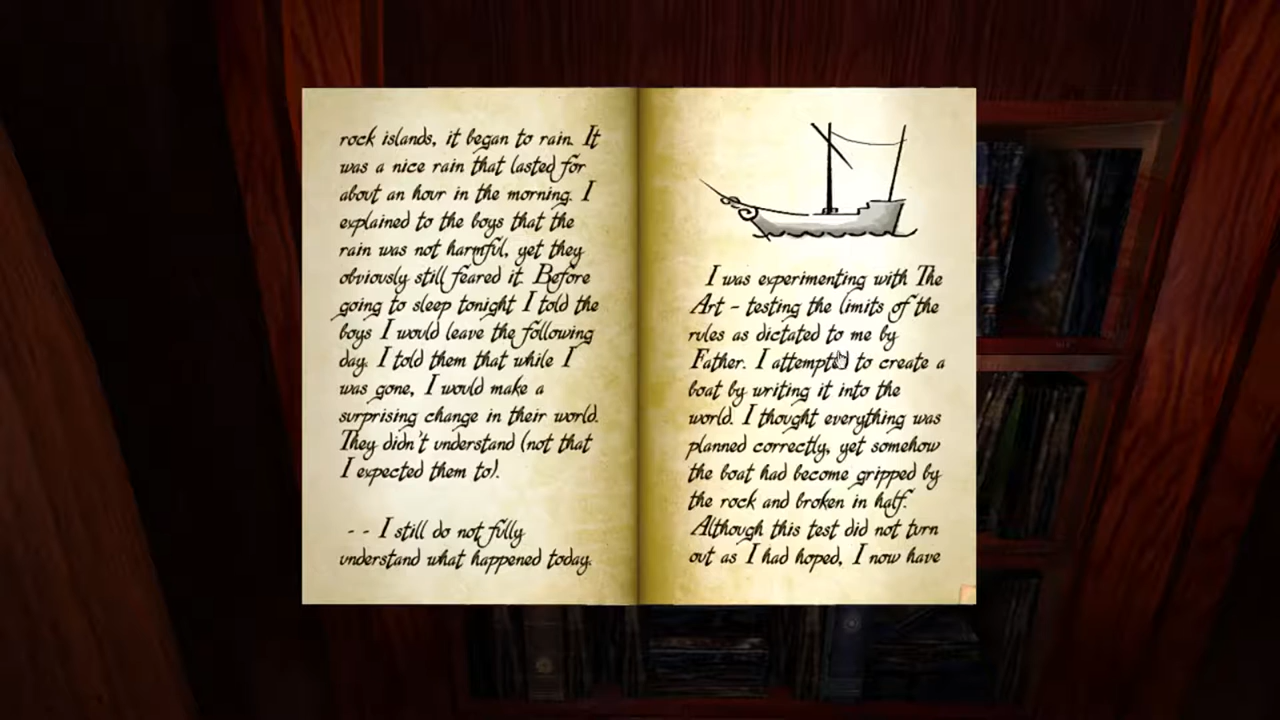 rock islands, it began to rain. It
was a nice rain that lasted for
about an hour in the morning. I
explained to the boys that the
rain was not harmful, yet they
obviously still feared it. Before
going to sleep tonight I told the
boys I would leave the following
day. I told them that while I
was gone, I would make a
surprising change in their world.
They didn't understand (not that
I expected them to).
-- I still do not fully
understand what happened today.
I was experimenting with The
Art - testing the limits of the
rules as dictated to me by
Father. I attempted to create a
boat by writing it into the
world. I thought everything was
planned correctly, yet somehow
the boat had become gripped by
the rock and broken in half.
Although this test did not turn
out as I had hoped, I now have